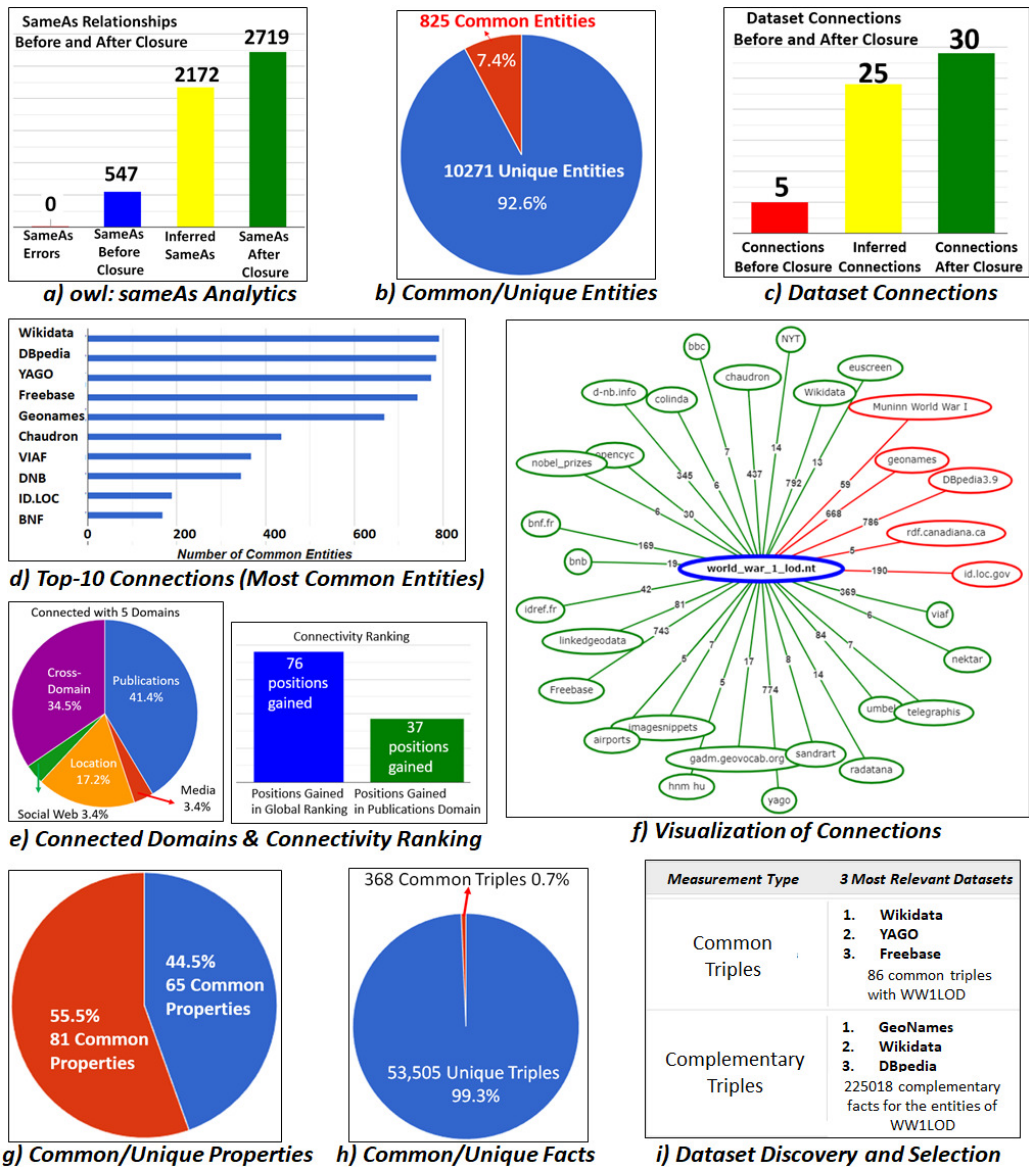 SameAs Relationships
Before and After Closure
0
547
2172
2719
SameAs
Errors
SameAs
Before
Closure
Inferred
SameAs
SameAs
After
Closure
a) owl: sameAs Analytics
825 Common Entities
7.4%
10271 Unique Entities
92.6%
b) Common/Unique Entities
Dataset Connections
Before and After Closure
5
25
30
Connections
Before Closure
Inferred
Connections
Connections
After Closure
c) Dataset Connections
Wikidata
DBpedia
YAGO
Freebase
Geonames
Chaudron
VIAF
DNB
ID.LOC
BNF
0
200
400
600
800
Number of Common Entities
d) Top-10 Connections (Most Common Entities)
Connected with 5 Domains
Cross-
Domain
34.5%
Publications
41.4%
Location
17.2%
Media
3.4%
Social Web 3.4%
Connectivity Ranking
76
positions
gained
37
positions
gained
Positions Gained
in Global Ranking
Positions Gained
in Publications Domain
e) Connected Domains & Connectivity Ranking
NYT
bbc
chaudron
euscreen
Wikidata
d-nb.info
colinda
Muninn World War I
geonames
opencyc
nobel_prizes
DBpedia3.9
rdf.canadiana.ca
bnf.fr
bnb
world_war_1_lod.nt
id.loc.gov
idref.fr
viaf
linkedgeodata
nektar
Freebase
umbel
telegraphis
imagesnippets
airports
gadm.geovocab.org
sandrart
radatana
hnm hu
yago
7
14
437
13
792
345
6
59
30
668
786
6
5
169
19
190
42
369
81
6
743
84
7
5
7
17
8
14
5
774
f) Visualization of Connections
44.5%
65 Common
Properties
55.5%
81 Common
Properties
g) Common/Unique Properties
368 Common Triples 0.7%
53,505 Unique Triples
99.3%
h) Common/Unique Facts
Measurement Type
3 Most Relevant Datasets
Common
Triples
1. Wikidata
2. YAGO
3. Freebase
86 common triples
with WW1LOD
Complementary
Triples
1. GeoNames
2. Wikidata
3. DBpedia
225018 complementary
facts for the entities of
WW1LOD
i) Dataset Discovery and Selection